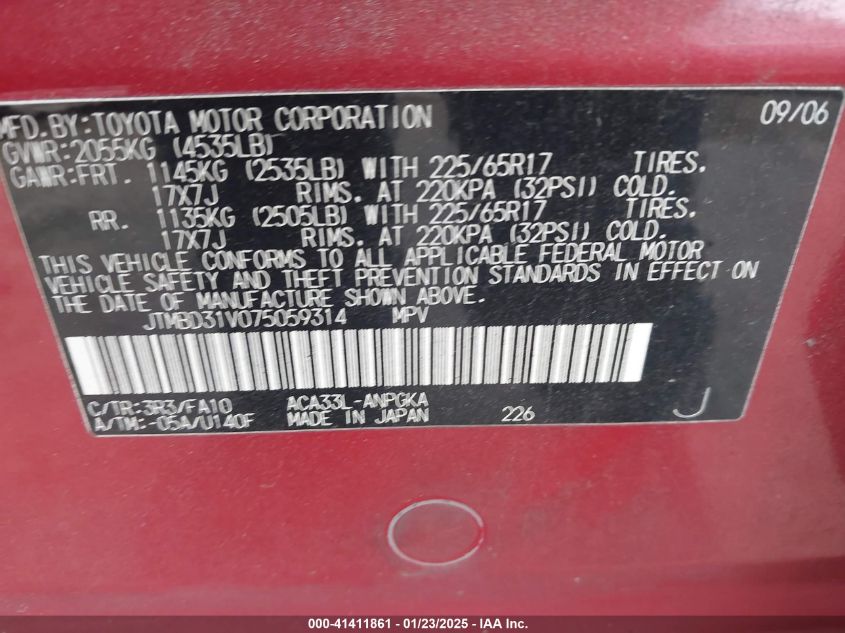 MFD.BY:TOYOTA MOTOR CORPORATION 09/06
GVWR:2055KG (4535LB)
GAWR:FRT. 1145KG (2535LB) WITH 225/65R17 TIRES.
17X7J RIMS. AT 220KPA (32PSI) COLD.
RR. 1135KG (2505LB) WITH 225/65R17 TIRES.
17X7J RIMS. AT 220KPA (32PSI) COLD.
THIS VEHICLE CONFORMS TO ALL APPLICABLE FEDERAL MOTOR
VEHICLE SAFETY AND THEFT PREVENTION STANDARDS IN EFFECT ON
THE DATE OF MANUFACTURE SHOWN ABOVE.
JTMBD31V075059314 MPV
C/TR:3R3/FA10 ACA33L-ANPGKA
A/TM:-05A/U140F MADE IN JAPAN 226 J
000-41411861 - 01/23/2025 - IAA Inc.